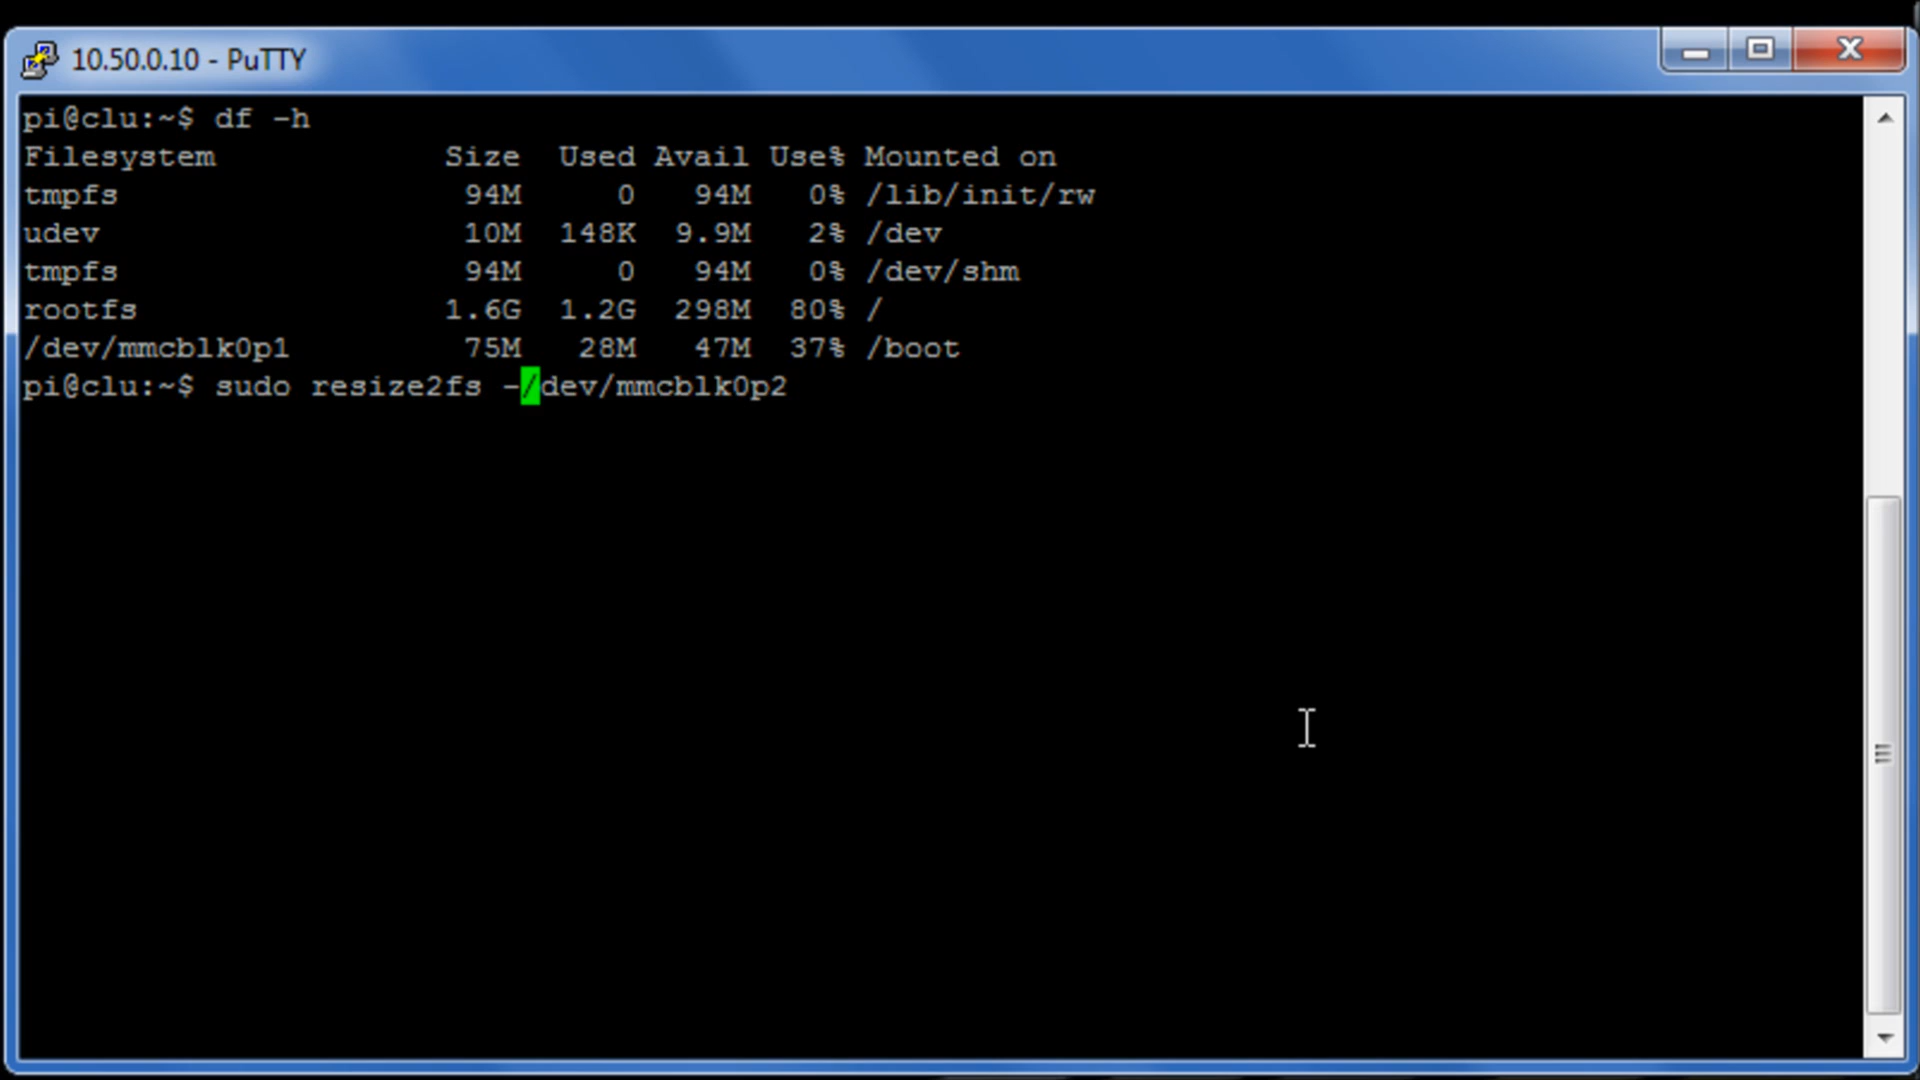 10.50.0.10 - PuTTY
pi@clu:~$ df -h
Filesystem            Size  Used Avail Use% Mounted on
tmpfs                  94M     0   94M   0% /lib/init/rw
udev                   10M  148K  9.9M   2% /dev
tmpfs                  94M     0   94M   0% /dev/shm
rootfs                1.6G  1.2G  298M  80% /
/dev/mmcblk0p1         75M   28M   47M  37% /boot
pi@clu:~$ sudo resize2fs -/dev/mmcblk0p2